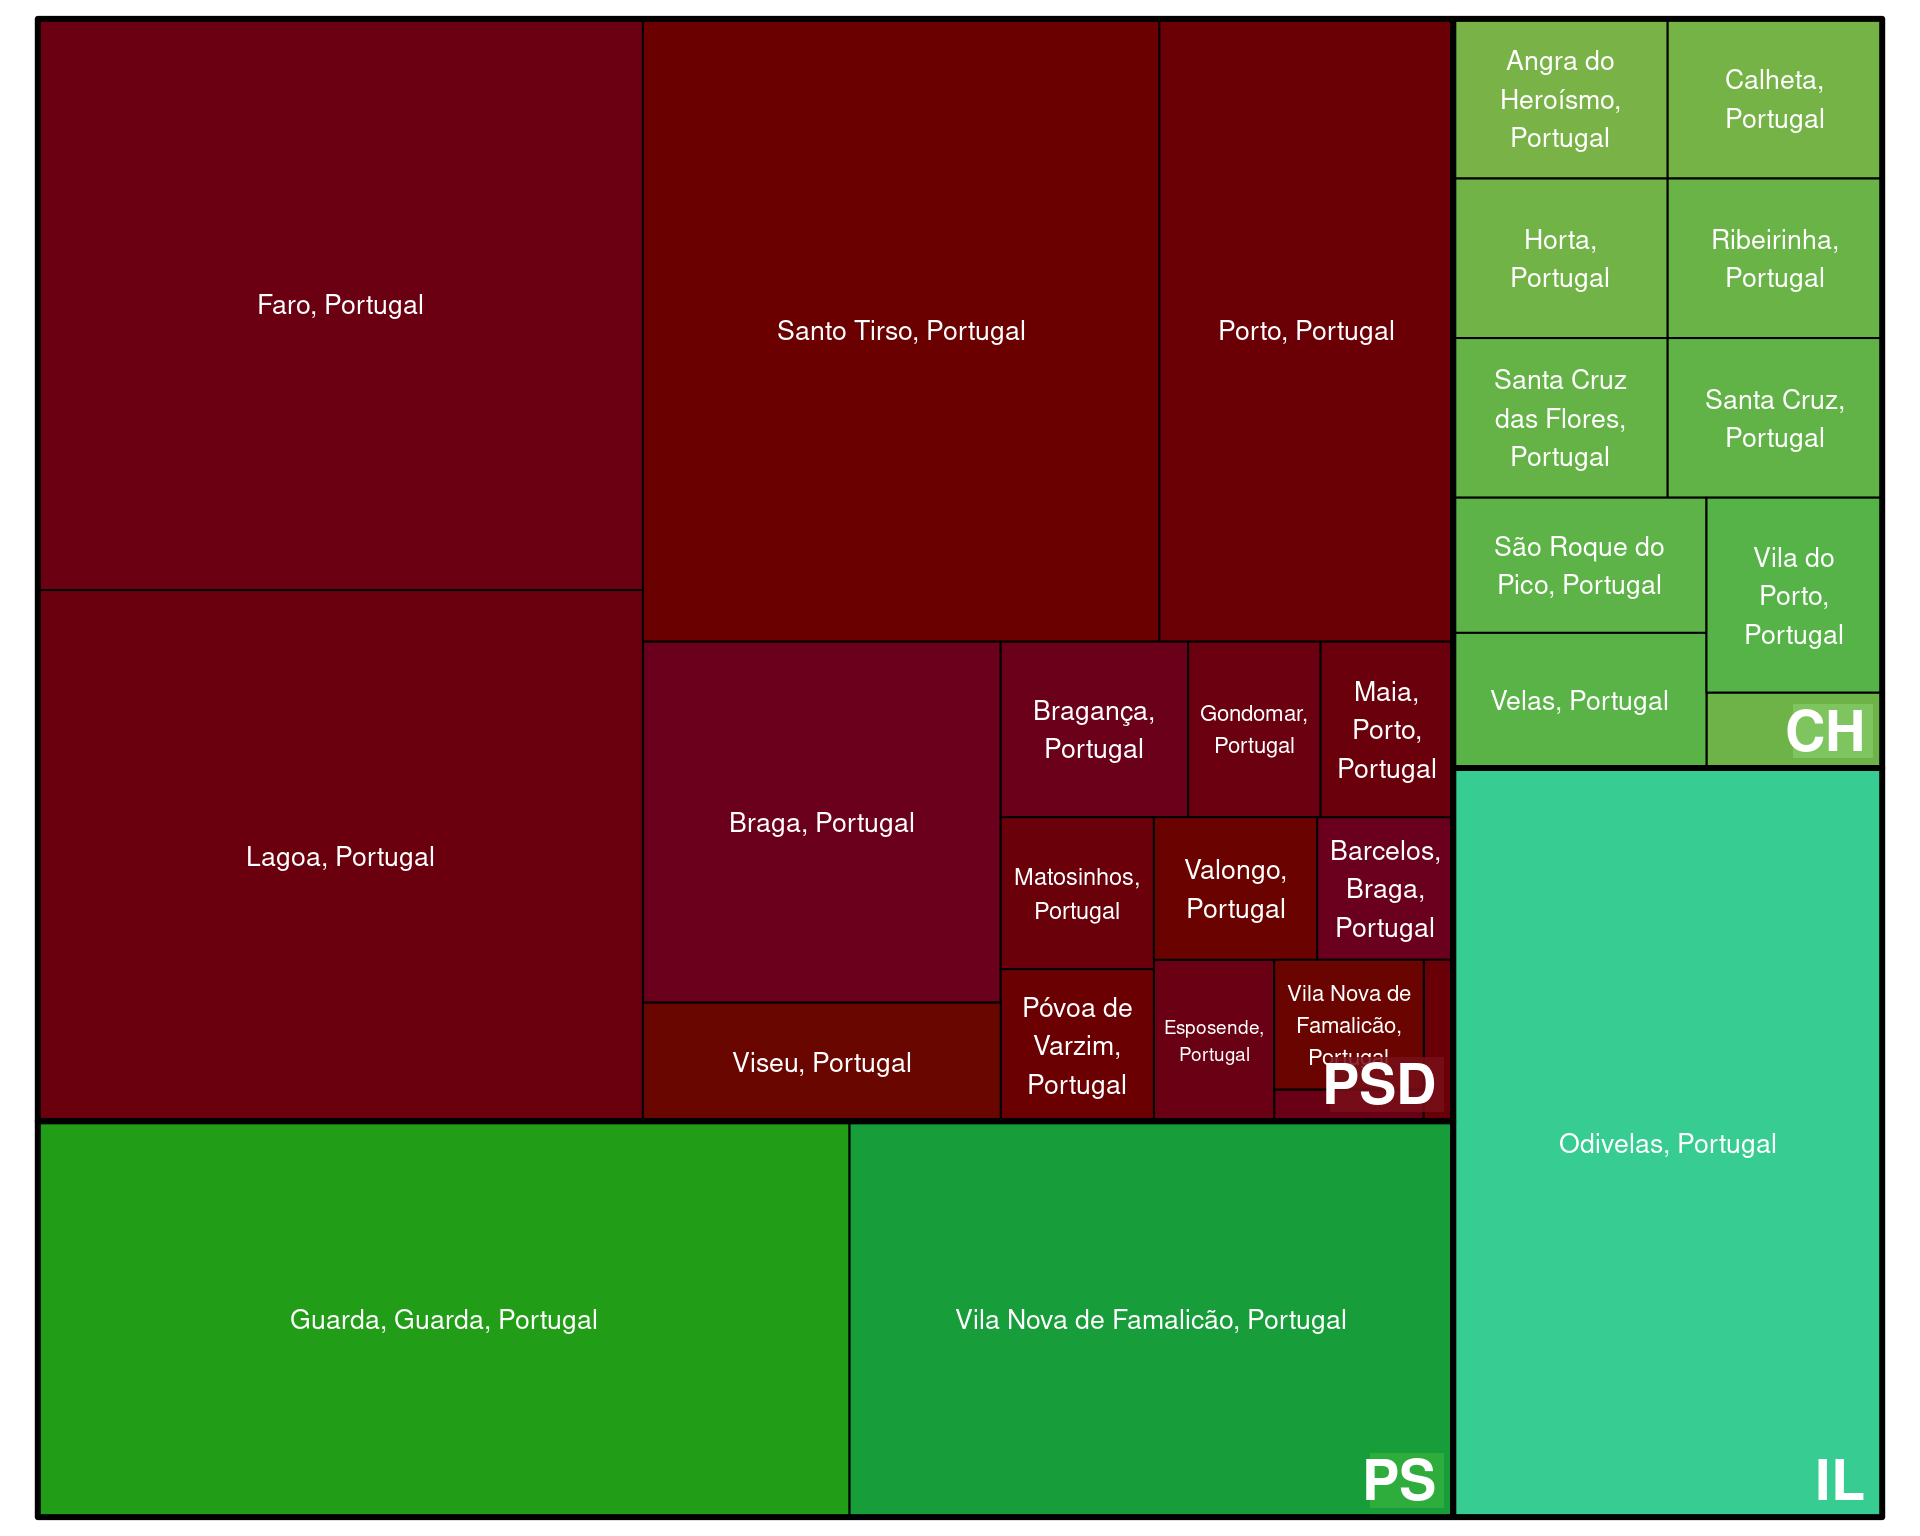 Faro, Portugal
Lagoa, Portugal
Santo Tirso, Portugal
Porto, Portugal
Braga, Portugal
Viseu, Portugal
Bragança,
Portugal
Gondomar,
Portugal
Maia,
Porto,
Portugal
Matosinhos,
Portugal
Valongo,
Portugal
Barcelos,
Braga,
Portugal
Póvoa de
Varzim,
Portugal
Esposende,
Portugal
Vila Nova de
Famalicão,
Portugal
PSD
Guarda, Guarda, Portugal
Vila Nova de Famalicão, Portugal
PS
Angra do
Heroísmo,
Portugal
Calheta,
Portugal
Horta,
Portugal
Ribeirinha,
Portugal
Santa Cruz
das Flores,
Portugal
Santa Cruz,
Portugal
São Roque do
Pico, Portugal
Vila do
Porto,
Portugal
Velas, Portugal
CH
Odivelas, Portugal
IL